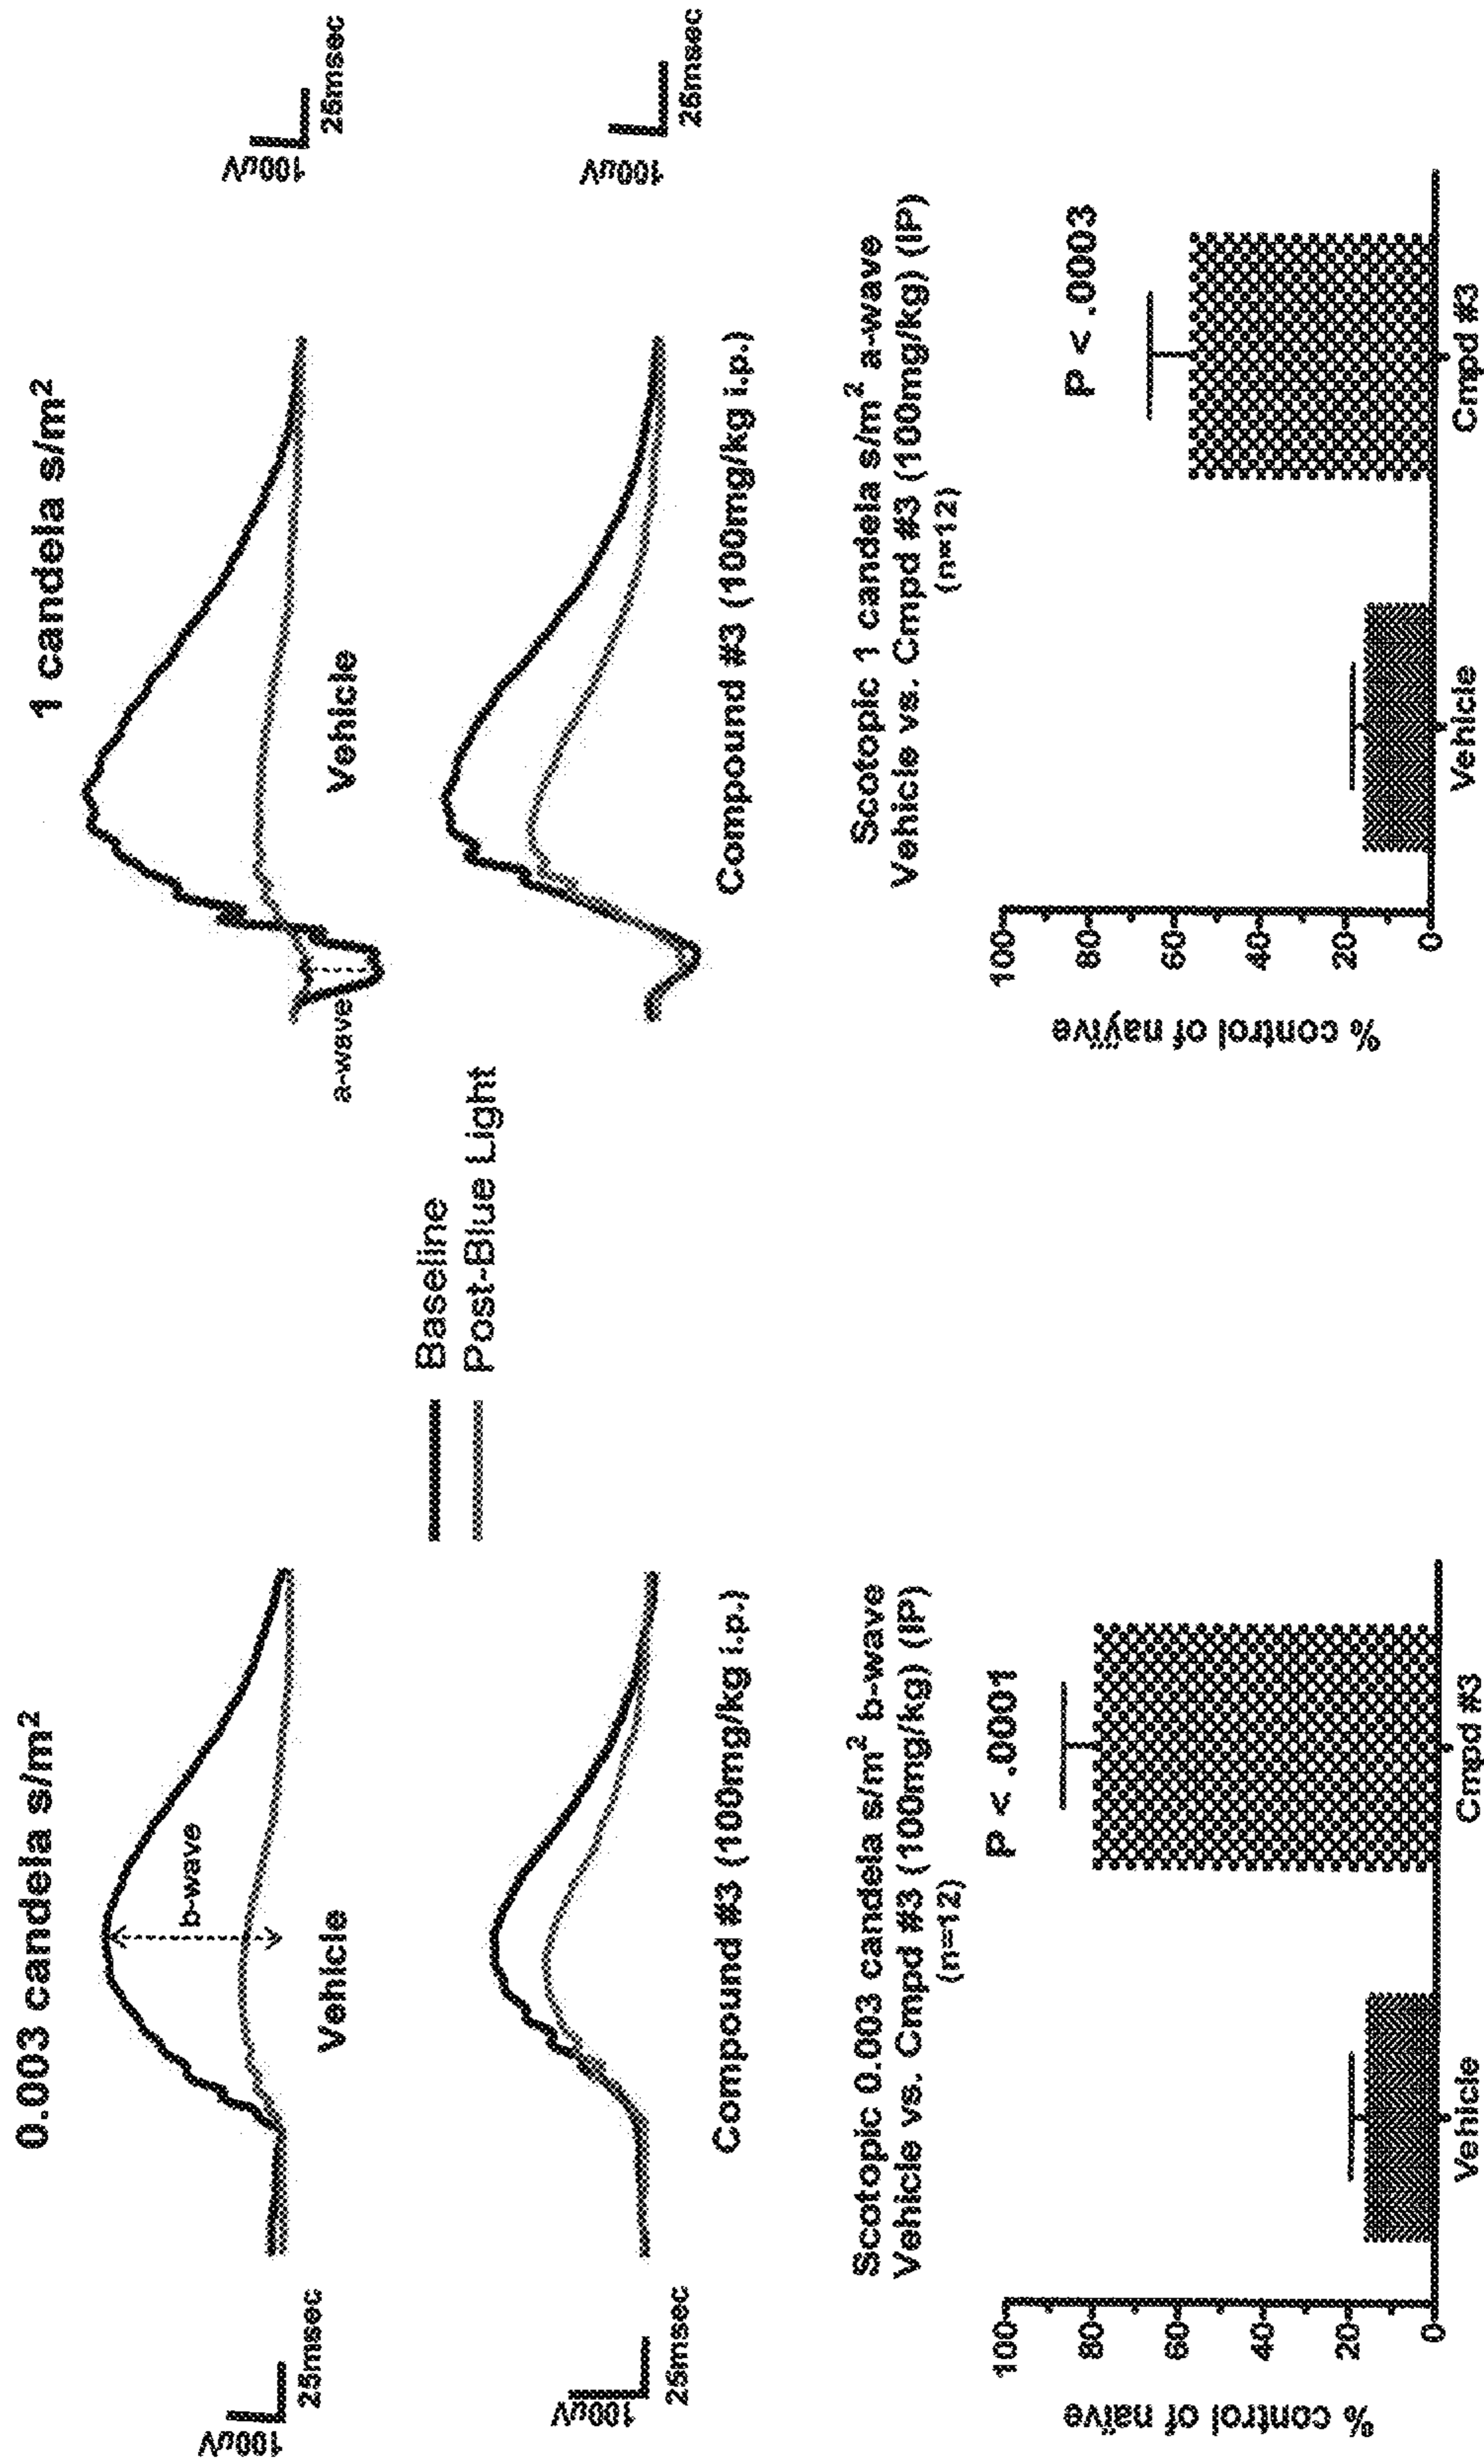 0.003 candela s/m²
b-wave
Vehicle
100uV
25msec
Compound #3 (100mg/kg i.p.)
100uV
25msec
Baseline
Post-Blue Light
1 candela s/m²
a-wave
Vehicle
100uV
25msec
Compound #3 (100mg/kg i.p.)
100uV
25msec
Scotopic 0.003 candela s/m² b-wave
Vehicle vs. Cmpd #3 (100mg/kg) (IP)
(n=12)
P < .0001
% control of naïve
100
80
60
40
20
0
Vehicle
Cmpd #3
Scotopic 1 candela s/m² a-wave
Vehicle vs. Cmpd #3 (100mg/kg) (IP)
(n=12)
P < .0003
% control of naÿïve
100
80
60
40
20
0
Vehicle
Cmpd #3